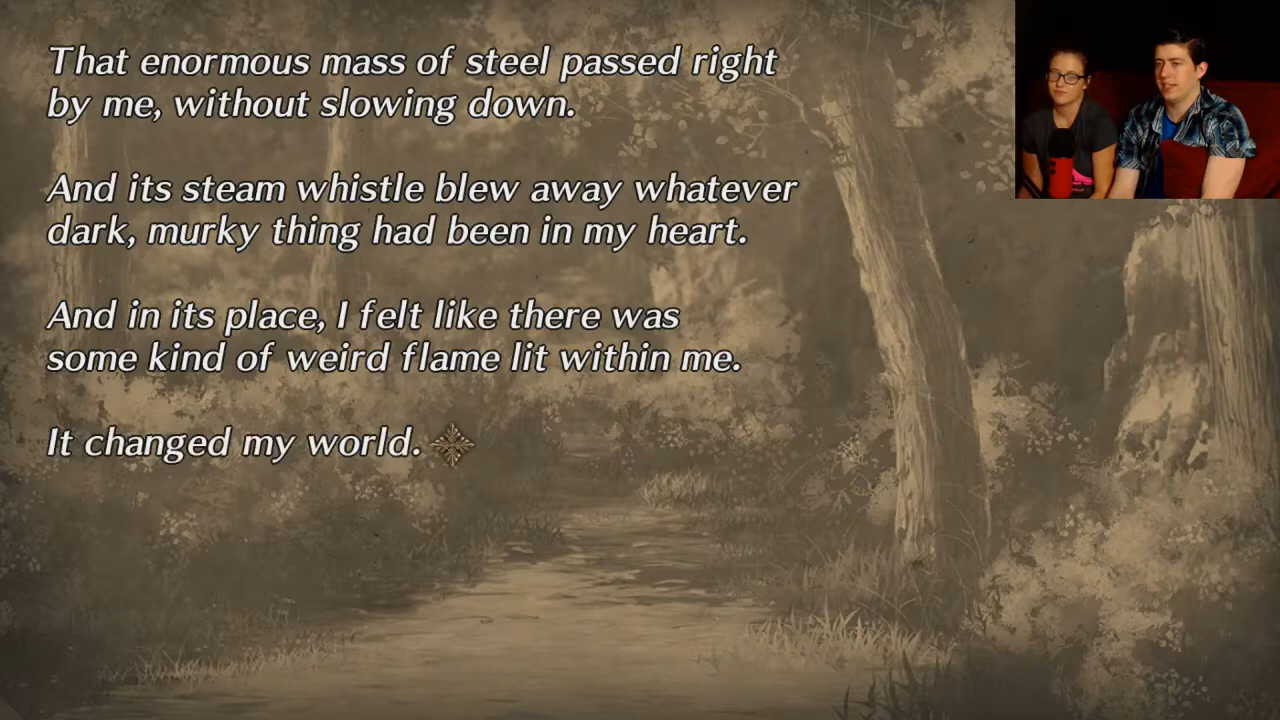 That enormous mass of steel passed right
by me, without slowing down.
And its steam whistle blew away whatever
dark, murky thing had been in my heart.
And in its place, I felt like there was
some kind of weird flame lit within me.
It changed my world.